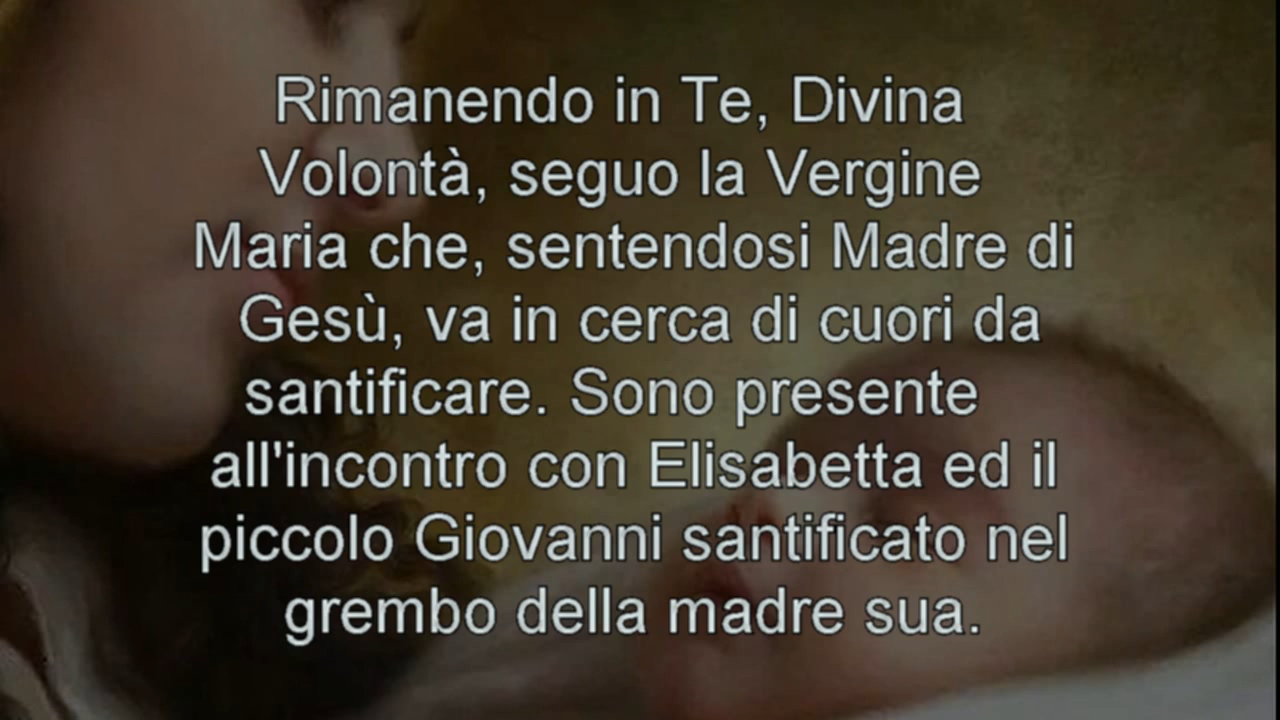 Rimanendo in Te, Divina
Volontà, seguo la Vergine
Maria che, sentendosi Madre di
Gesù, va in cerca di cuori da
santificare. Sono presente
all'incontro con Elisabetta ed il
piccolo Giovanni santificato nel
grembo della madre sua.